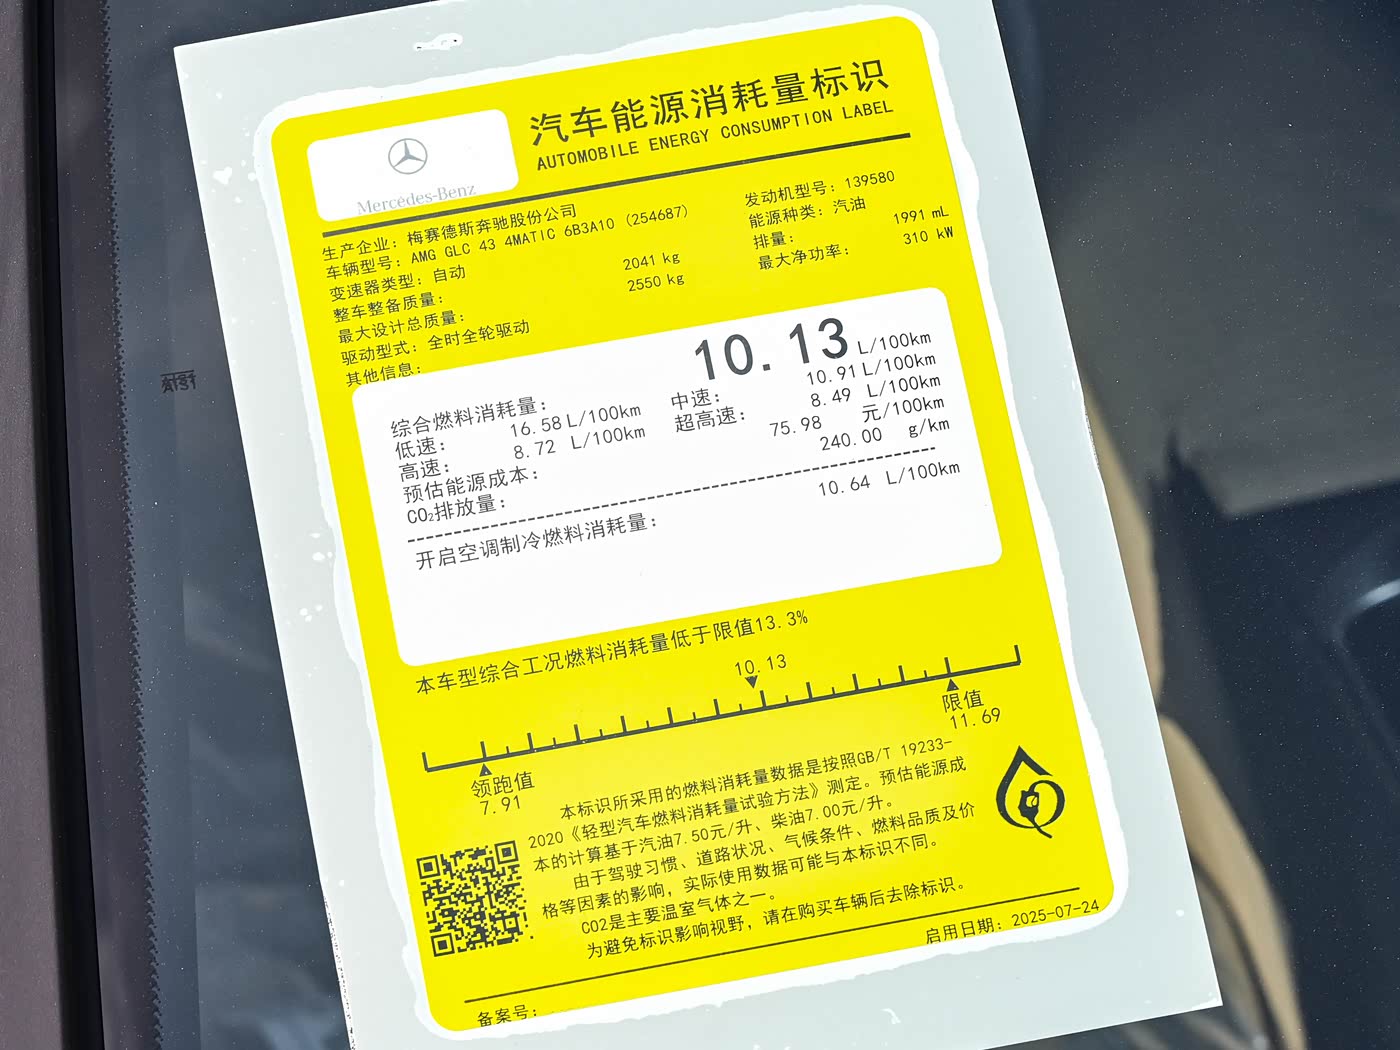 汽车能源消耗量标识
AUTOMOBILE ENERGY CONSUMPTION LABEL
Mercedes-Benz
生产企业：梅赛德斯奔驰股份公司
车辆型号：AMG GLC 43 4MATIC 6B3A10 (254687)
变速器类型：自动
整车整备质量： 2041 kg
最大设计总质量： 2550 kg
驱动型式：全时全轮驱动
其他信息：
发动机型号：139580
能源种类：汽油
排量： 1991 mL
最大净功率： 310 kW
综合燃料消耗量： 10.13 L/100km
低速： 16.58 L/100km 中速： 10.91 L/100km
高速： 8.72 L/100km 超高速： 8.49 L/100km
预估能源成本： 75.98 元/100km
CO₂排放量： 240.00 g/km
开启空调制冷燃料消耗量： 10.64 L/100km
本车型综合工况燃料消耗量低于限值13.3%
10.13
领跑值
7.91
限值
11.69
本标识所采用的燃料消耗量数据是按照GB/T 19233-
2020《轻型汽车燃料消耗量试验方法》测定。预估能源成
本的计算基于汽油7.50元/升、柴油7.00元/升。
由于驾驶习惯、道路状况、气候条件、燃料品质及价
格等因素的影响，实际使用数据可能与本标识不同。
CO2是主要温室气体之一。
为避免标识影响视野，请在购买车辆后去除标识。
启用日期：2025-07-24
备案号：